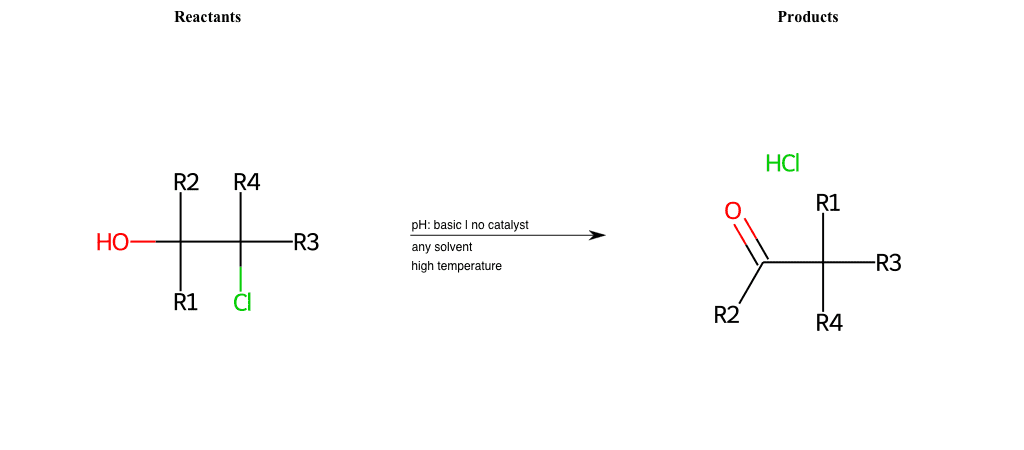 Reactants
Products
HCl
R2
R4
O
R1
pH: basic | no catalyst
HO
R3
any solvent
R3
high temperature
R1
Cl
R2
R4